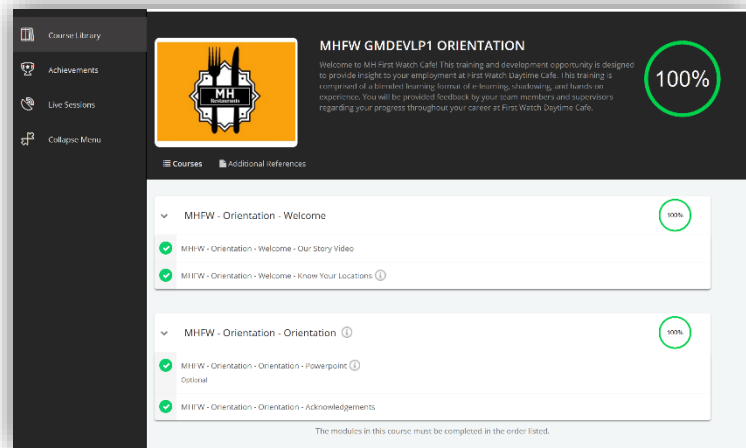 Course Library
Achievements
Live Sessions
Collapse Menu
MH
Restaurants
MHFW GMDEVLP1 ORIENTATION
Welcome to MH First Watch Cafe! This training and development opportunity is designed
to provide insight to your employment at First Watch Daytime Cafe. This training is
comprised of a blended learning format of e-learning, shadowing, and hands on
experience. You will be provided feedback by your team members and supervisors
regarding your progress throughout your career at First Watch Daytime Cafe.
100%
Courses
Additional References
MHFW - Orientation - Welcome
100%
MHFW - Orientation - Welcome - Our Story Video
MHFW - Orientation - Welcome - Know Your Locations
MHFW - Orientation - Orientation
100%
MHFW - Orientation - Orientation - Powerpoint
Optional
MHFW - Orientation - Orientation - Acknowledgements
The modules in this course must be completed in the order listed.